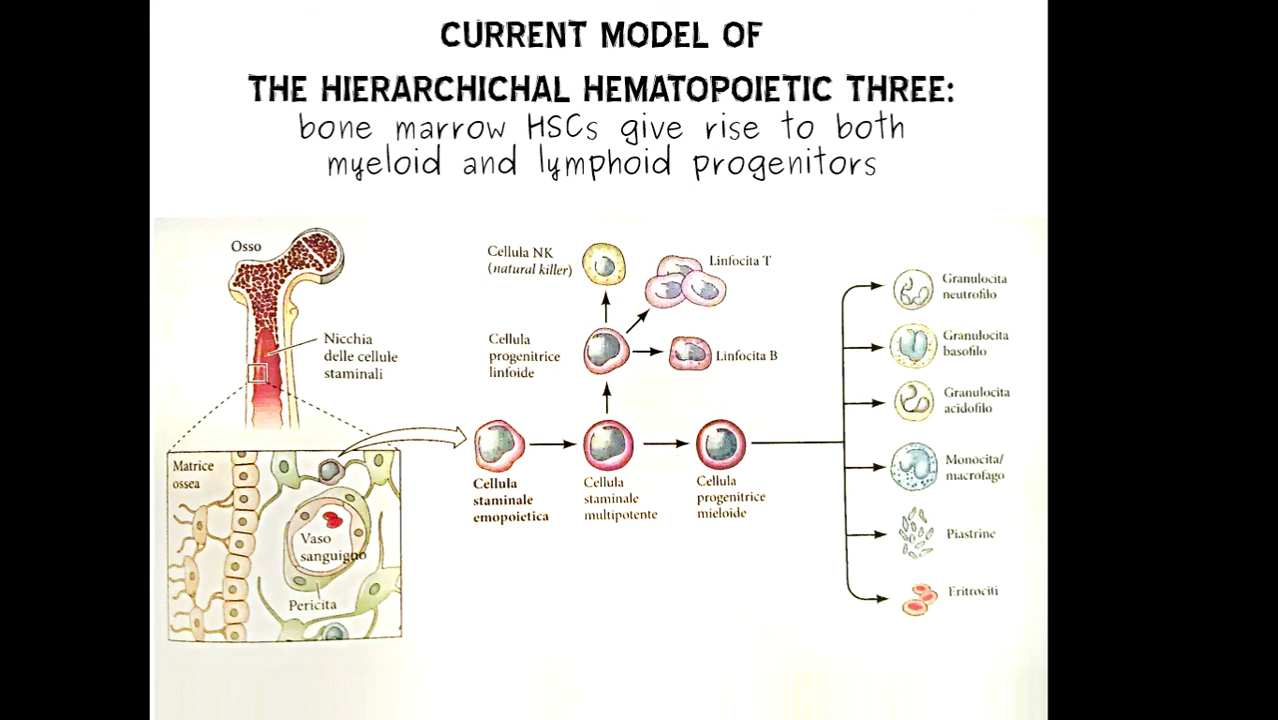 CURRENT MODEL OF
THE HIERARCHICHAL HEMATOPOIETIC THREE:
bone marrow HSCs give rise to both
myeloid and lymphoid progenitors
Osso
Nicchia
delle cellule
staminali
Matrice
ossea
Vaso
sanguigno
Pericita
Cellula NK
(natural killer)
Linfocita T
Cellula
progenitrice
linfoide
Linfocita B
Cellula
staminale
emopoietica
Cellula
staminale
multipotente
Cellula
progenitrice
mieloide
Granulocita
neutrofilo
Granulocita
basofilo
Granulocita
acidofilo
Monocita/
macrofago
Piastrine
Eritrociti